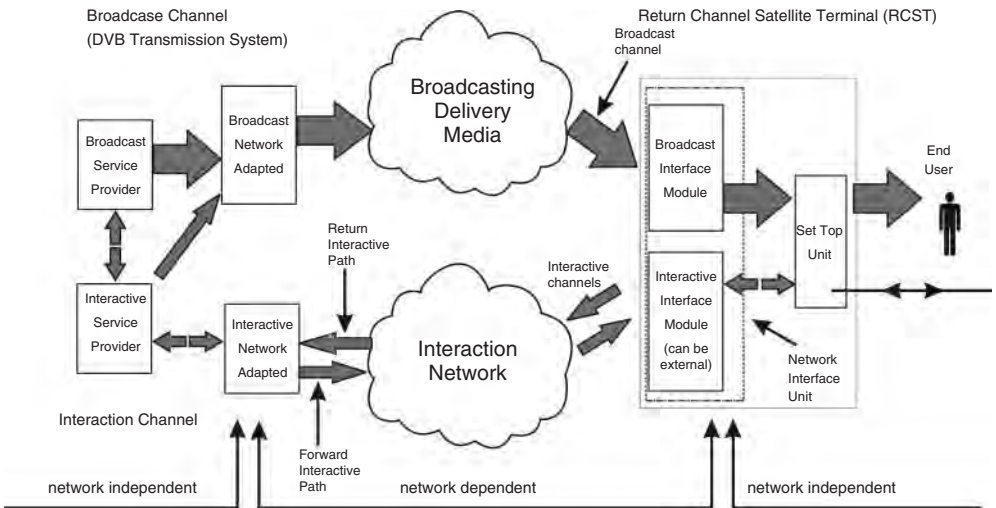 Broadcase Channel
(DVB Transmission System)
Return Channel Satellite Terminal (RCST)
Broadcast
channel
Broadcasting
Delivery
Media
Broadcast
Service
Provider
Broadcast
Network
Adapted
Broadcast
Interface
Module
End
User
Set Top
Unit
Return
Interactive
Path
Interactive
channels
Interactive
Service
Provider
Interactive
Network
Adapted
Interaction
Network
Interactive
Interface
Module
(can be
external)
Network
Interface
Unit
Interaction Channel
Forward
Interactive
Path
network independent
network dependent
network independent